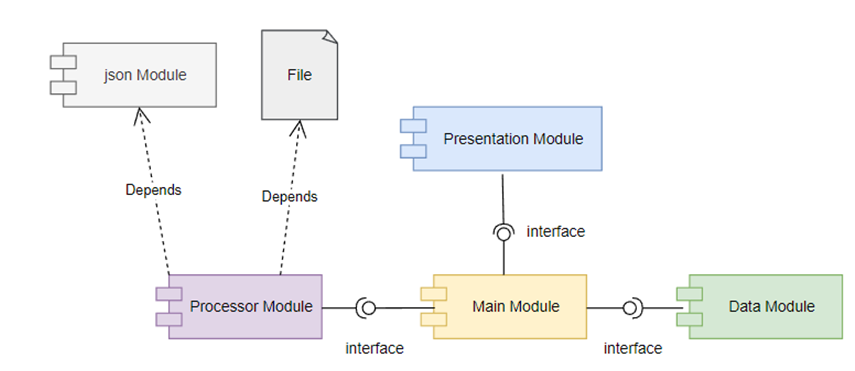 json Module
File
Presentation Module
Depends
Depends
interface
Processor Module
Main Module
Data Module
interface
interface